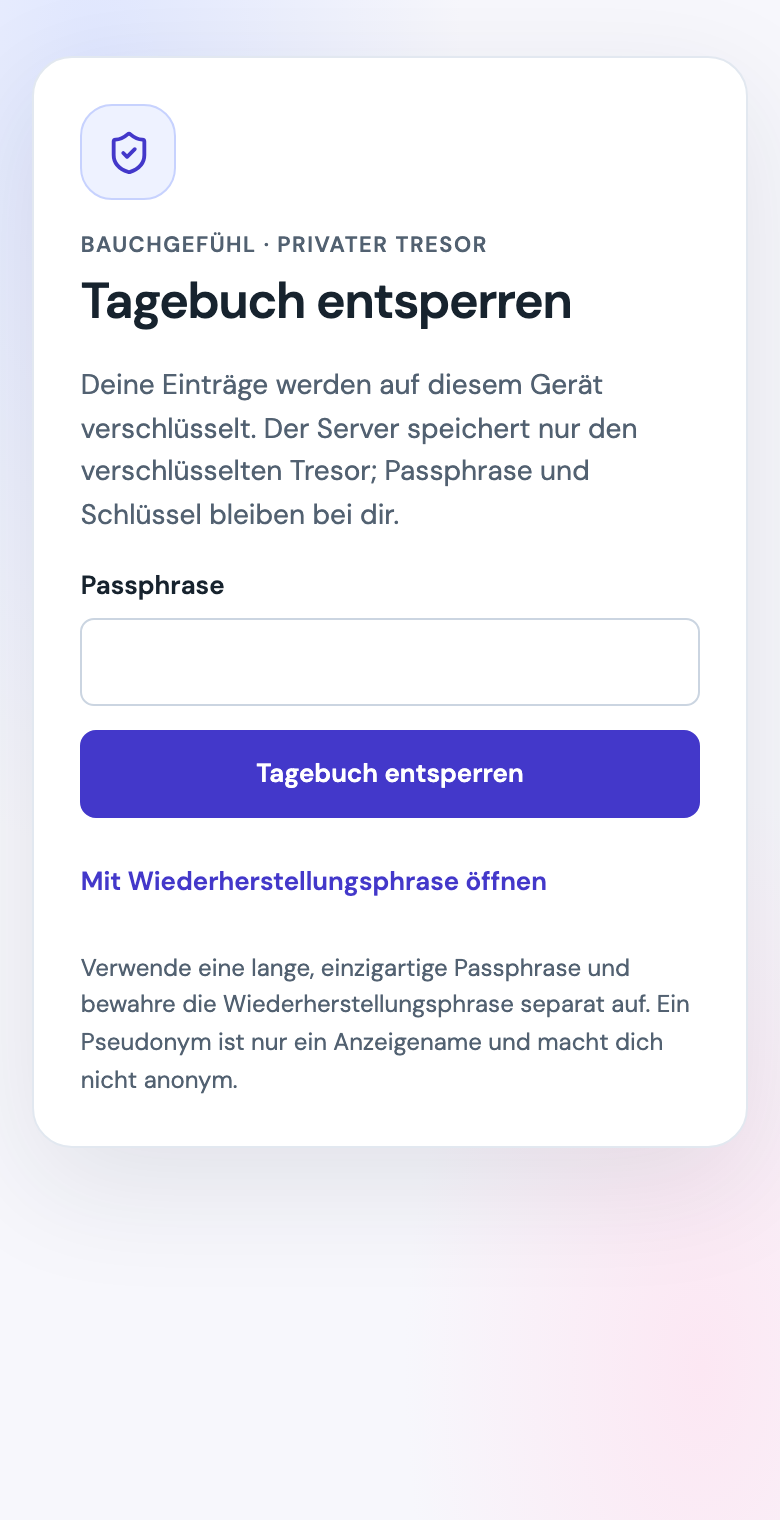 BAUCHGEFÜHL · PRIVATER TRESOR
Tagebuch entsperren
Deine Einträge werden auf diesem Gerät
verschlüsselt. Der Server speichert nur den
verschlüsselten Tresor; Passphrase und
Schlüssel bleiben bei dir.
Passphrase
Tagebuch entsperren
Mit Wiederherstellungsphrase öffnen
Verwende eine lange, einzigartige Passphrase und
bewahre die Wiederherstellungsphrase separat auf. Ein
Pseudonym ist nur ein Anzeigename und macht dich
nicht anonym.